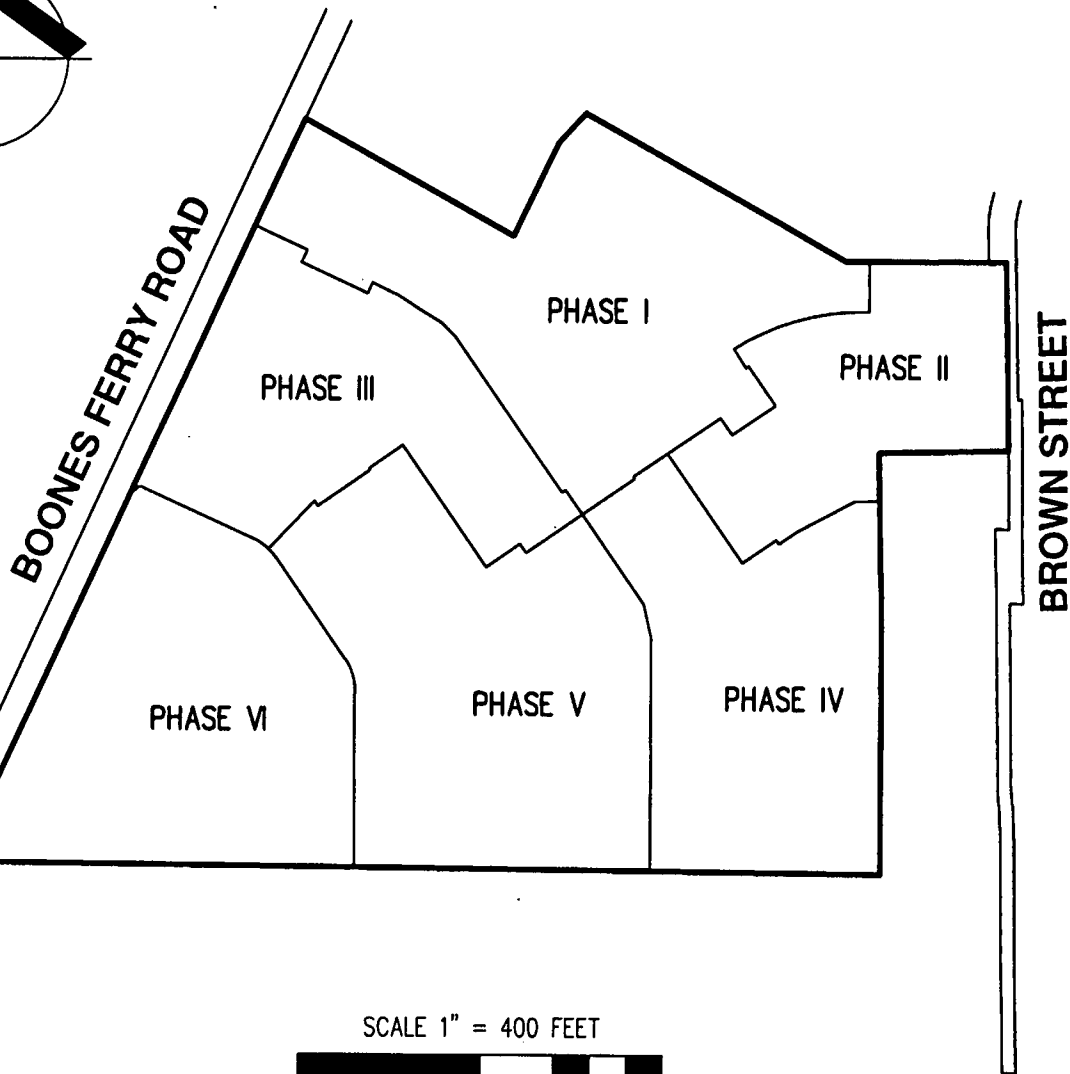 BOONES FERRY ROAD
PHASE I
PHASE II
PHASE III
BROWN STREET
PHASE VI
PHASE V
PHASE IV
SCALE 1" = 400 FEET